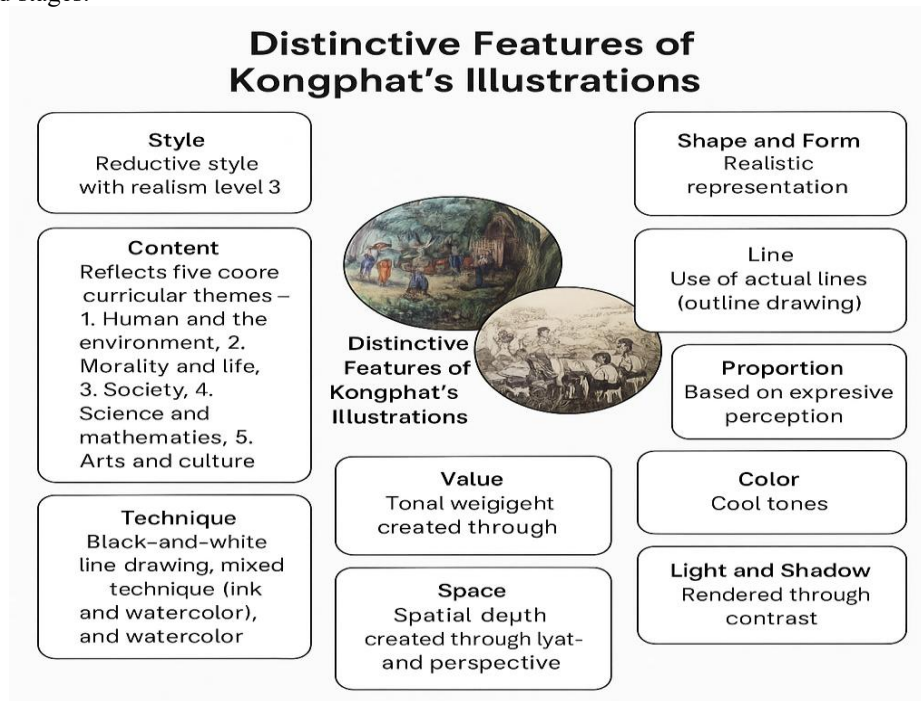 Distinctive Features of
Kongphat's Illustrations
Style
Reductive style
with realism level 3
Content
Reflects five coore
curricular themes –
1. Human and the
environment, 2.
Morality and life,
3. Society, 4.
Science and
mathematies, 5.
Arts and culture
Technique
Black-and-white
line drawing, mixed
technique (ink
and watercolor),
and watercolor
Distinctive
Features of
Kongphat's
Illustrations
Value
Tonal weigigeht
created through
Space
Spatial deμth
created through lyat-
and perspective
Shape and Form
Realistic
representation
Line
Use of actual lines
(outline drawing)
Proportion
Based on expresive
perception
Color
Cool tones
Light and Shadow
Rendered through
contrast